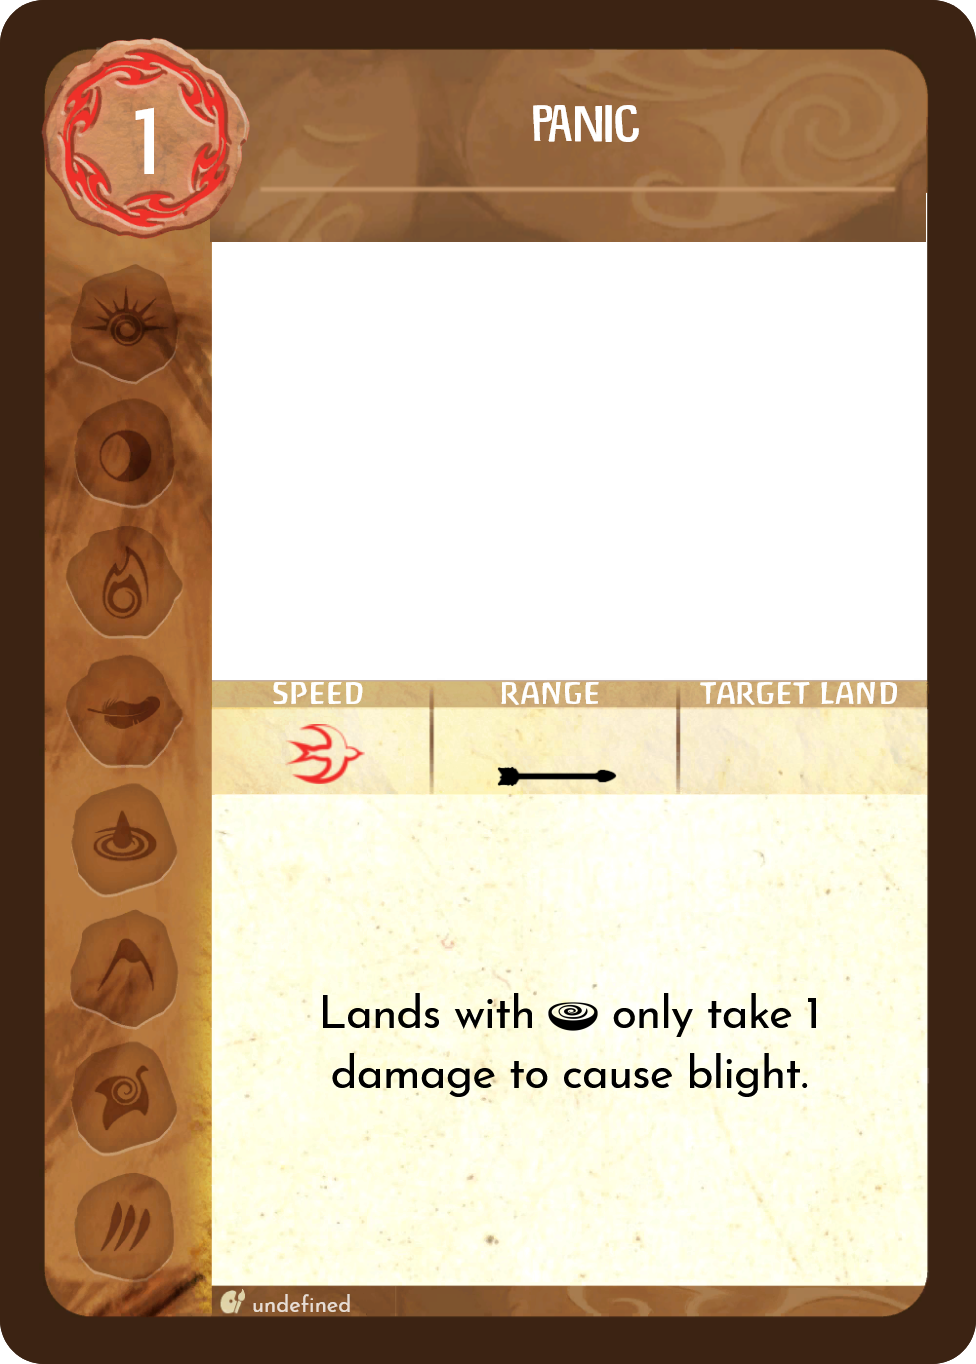 1
PANIC
SPEED RANGE TARGET LAND
Lands with only take 1
damage to cause blight.
undefined